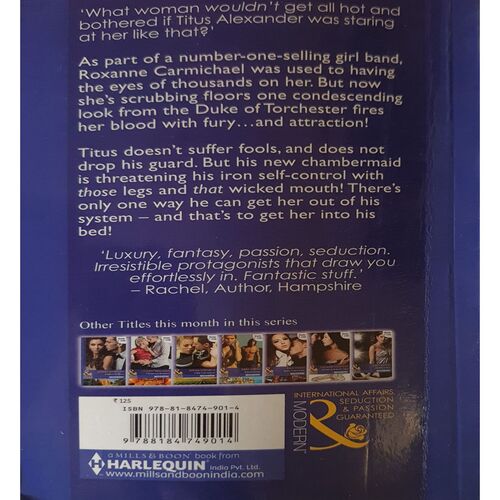 ‘What woman wouldn’t get all hot and
bothered if Titus Alexander was staring
at her like that?’
As part of a number-one-selling girl band,
Roxanne Carmichael was used to having
the eyes of thousands on her. But now
she’s scrubbing floors one condescending
look from the Duke of Torchester fires
her blood with fury...and attraction!
Titus doesn’t suffer fools, and does not
drop his guard. But his new chambermaid
is threatening his iron self-control with
those legs and that wicked mouth! There’s
only one way he can get her out of his
system – and that’s to get her into his
bed!
‘Luxury, fantasy, passion, seduction.
Irresistible protagonists that draw you
effortlessly in. Fantastic stuff.’
– Rachel, Author, Hampshire
Other Titles this month in this series
₹ 125
ISBN 978-81-8474-901-4
9 788184 749014
a MILLS & BOON® book from
HARLEQUIN India Pvt. Ltd.
www.millsandboonindia.com
INTERNATIONAL AFFAIRS,
SEDUCTION
& PASSION
GUARANTEED
MODERN